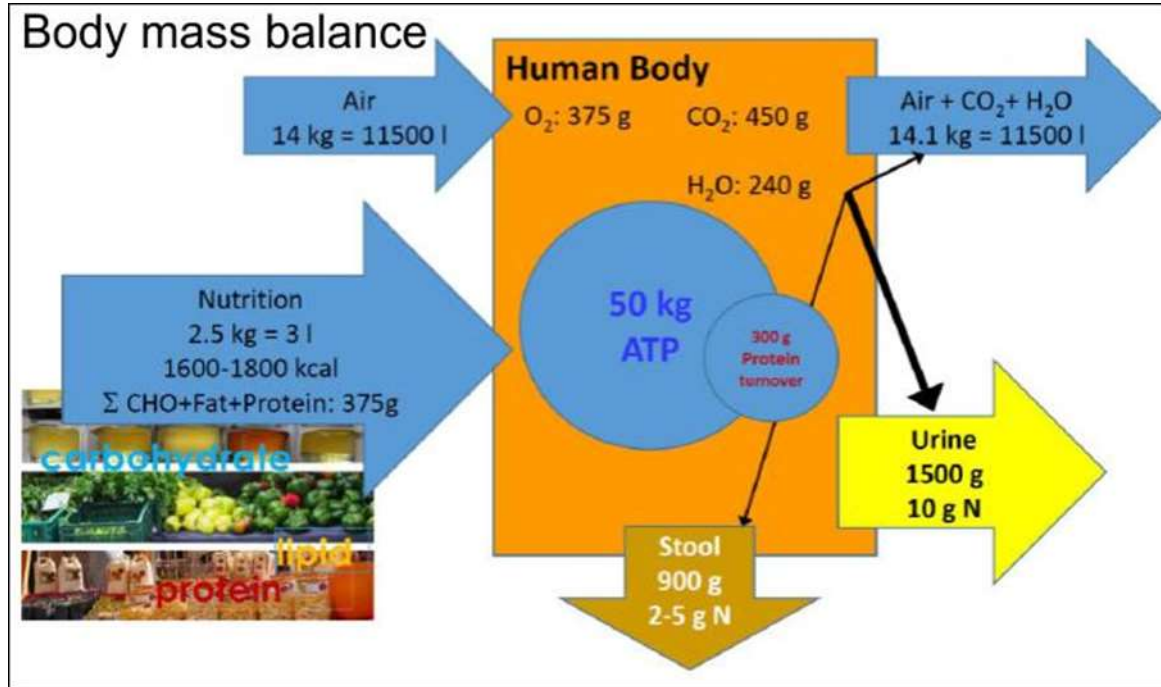 Body mass balance
Air
14 kg = 11500 l
Human Body
O₂: 375 g
CO₂: 450 g
H₂O: 240 g
Air + CO₂+ H₂O
14.1 kg = 11500 l
Nutrition
2.5 kg = 3 l
1600-1800 kcal
Σ CHO+Fat+Protein: 375g
50 kg
ATP
300 g
Protein
turnover
carbohydrate
lipid
protein
Urine
1500 g
10 g N
Stool
900 g
2-5 g N